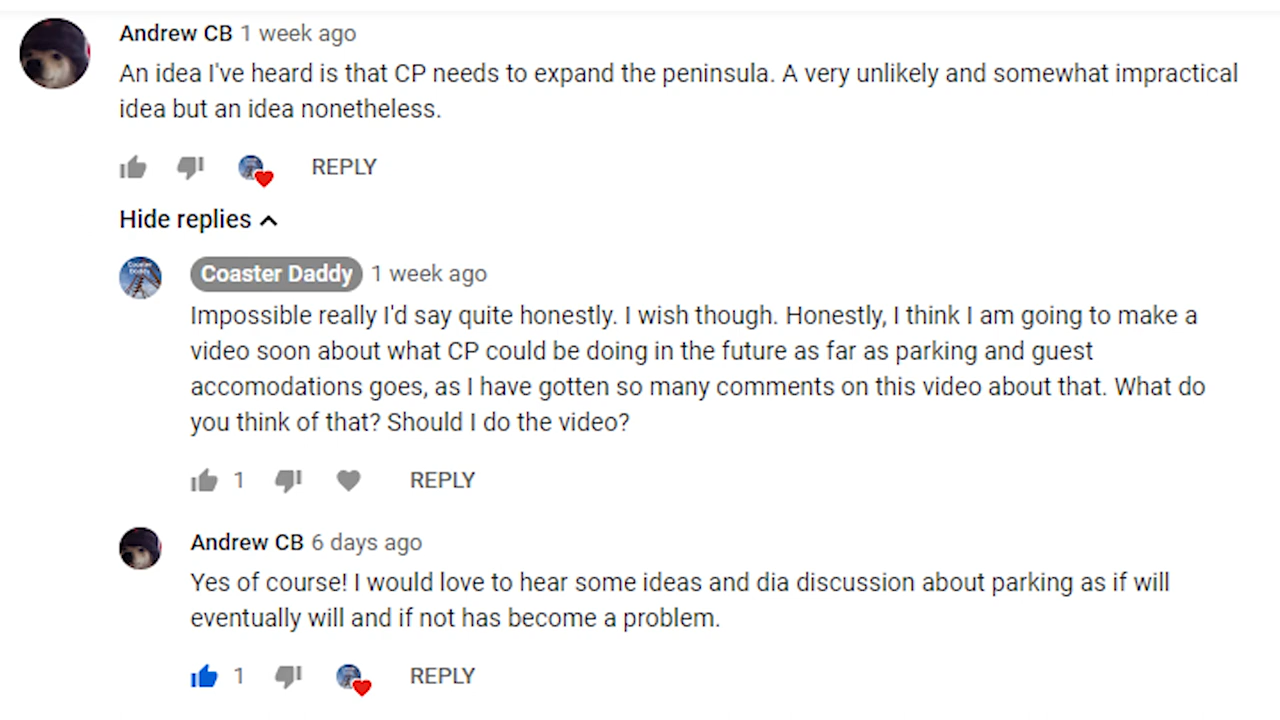 Andrew CB 1 week ago
An idea I've heard is that CP needs to expand the peninsula. A very unlikely and somewhat impractical
idea but an idea nonetheless.
REPLY
Hide replies
Coaster Daddy 1 week ago
Impossible really I'd say quite honestly. I wish though. Honestly, I think I am going to make a
video soon about what CP could be doing in the future as far as parking and guest
accomodations goes, as I have gotten so many comments on this video about that. What do
you think of that? Should I do the video?
1 REPLY
Andrew CB 6 days ago
Yes of course! I would love to hear some ideas and dia discussion about parking as if will
eventually will and if not has become a problem.
1 REPLY